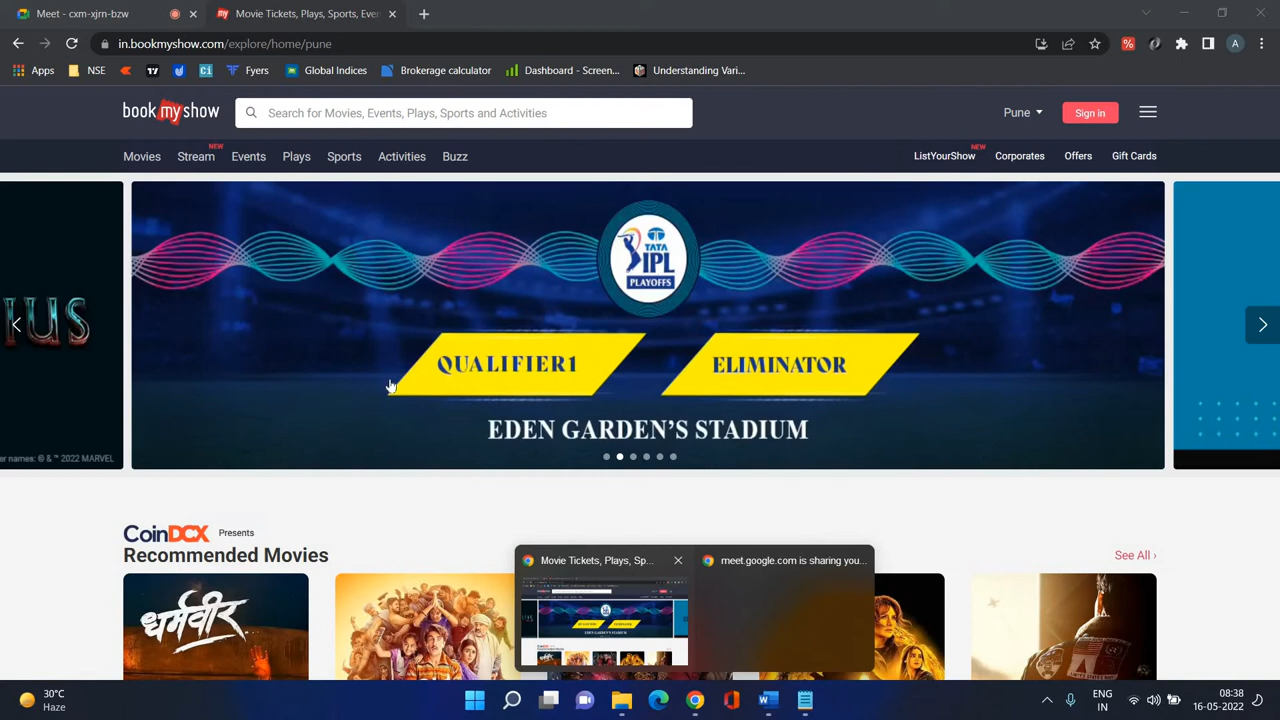 Meet - cxm-xjrn-bzw
Movie Tickets, Plays, Sports, Even
in.bookmyshow.com/explore/home/pune
A
Apps
NSE
Fyers
Global Indices
Brokerage calculator
Dashboard - Screen...
Understanding Vari...
book my show
Search for Movies, Events, Plays, Sports and Activities
Pune
Sign in
Movies
Stream
NEW
Events
Plays
Sports
Activities
Buzz
ListYourShow
NEW
Corporates
Offers
Gift Cards
TATA
IPL
PLAYOFFS
QUALIFIER1
ELIMINATOR
EDEN GARDEN'S STADIUM
IUS
er names: © & ™ 2022 MARVEL
CoinDCX Presents
Recommended Movies
See All ›
धर्मवीर
Movie Tickets, Plays, Sp...
meet.google.com is sharing you...
30°C
Haze
ENG
IN
08:38
16-05-2022